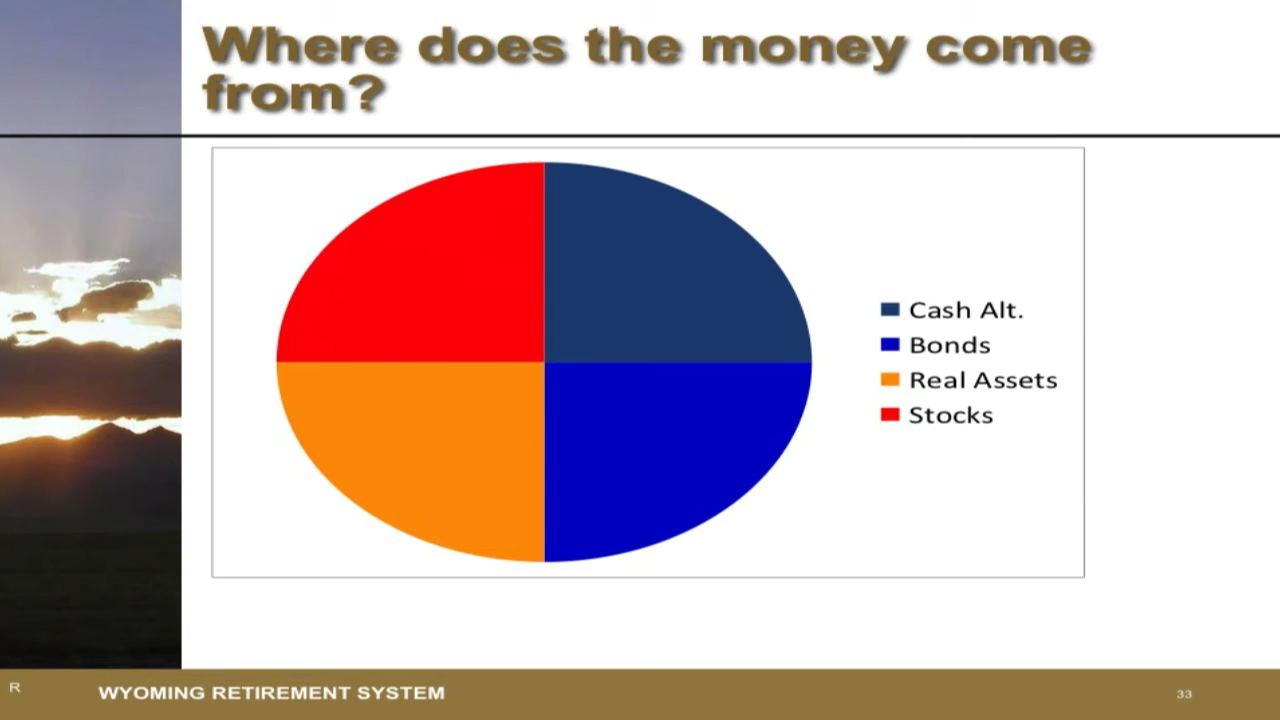 Where does the money come
from?
Cash Alt.
Bonds
Real Assets
Stocks
R
WYOMING RETIREMENT SYSTEM
33